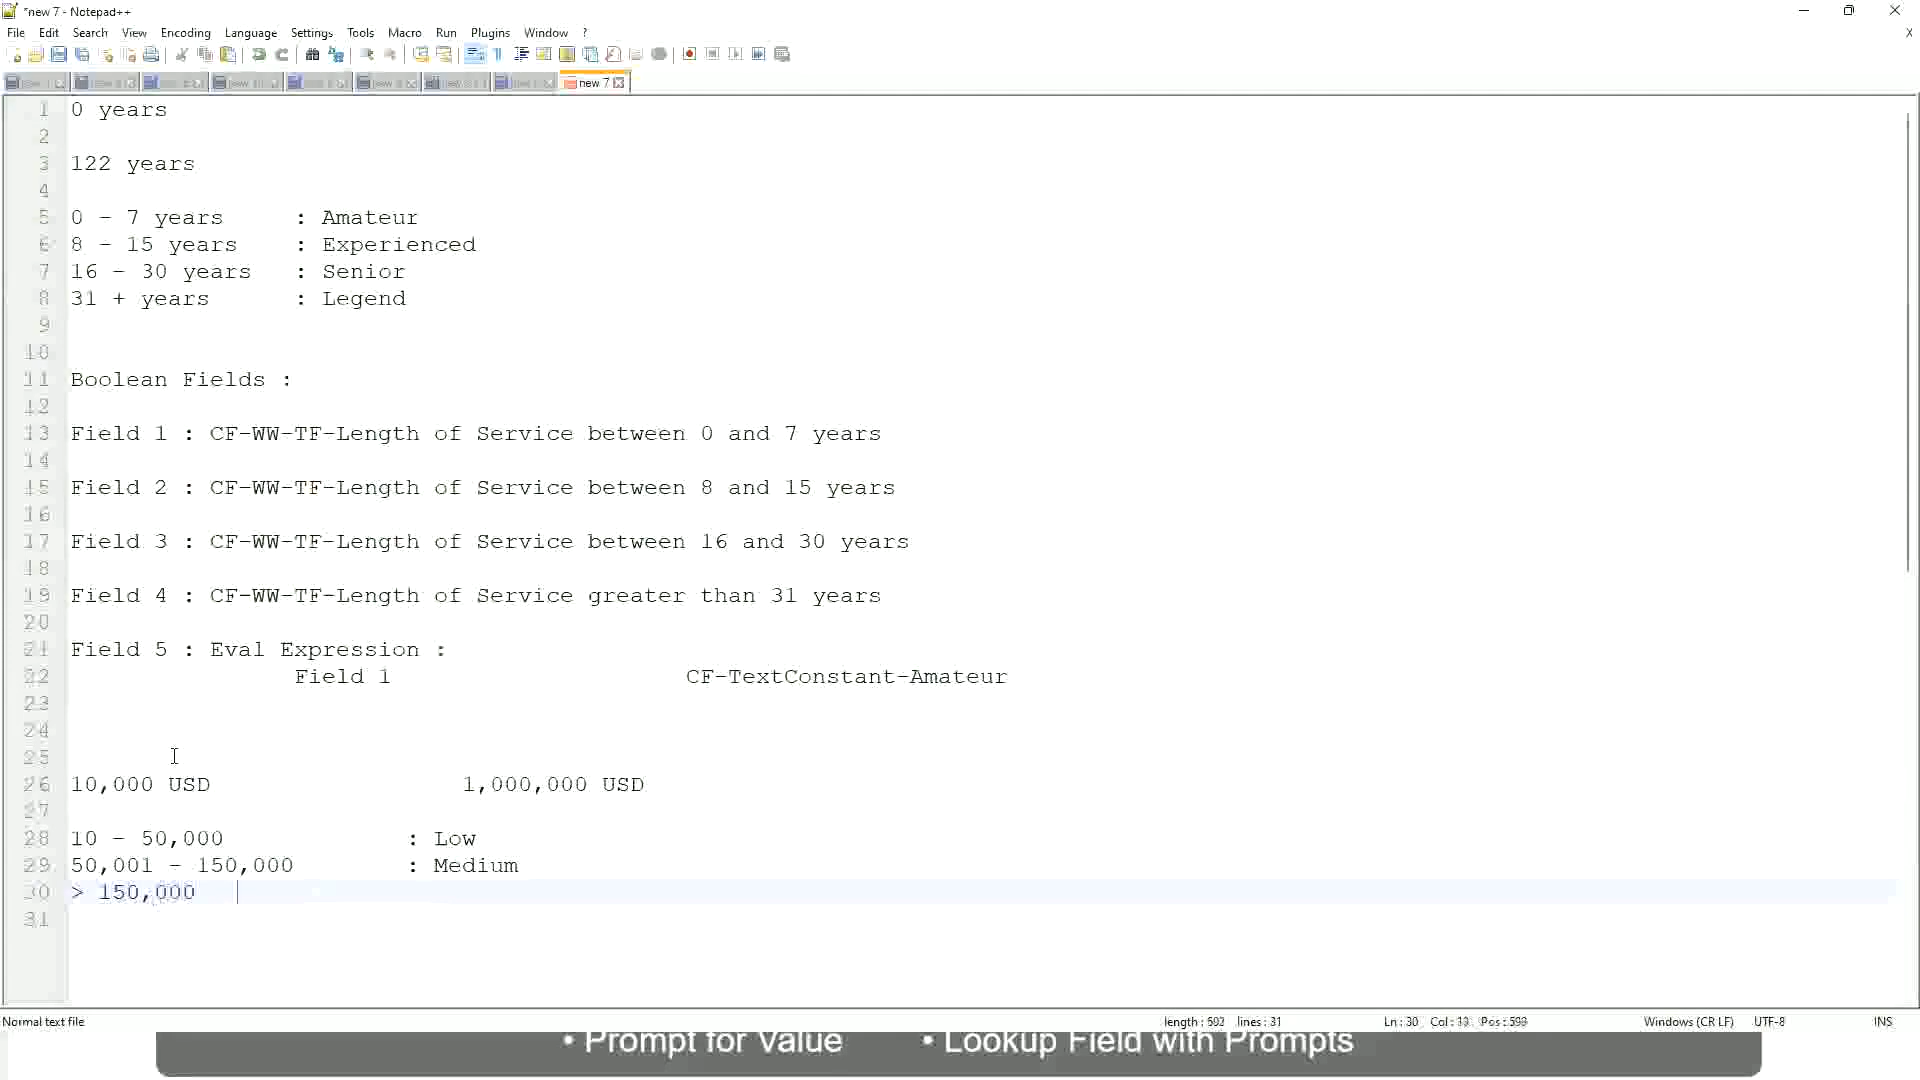 *new 7 - Notepad++
File Edit Search View Encoding Language Settings Tools Macro Run Plugins Window ? X
new 7
1 0 years
2
3 122 years
4
5 0 - 7 years : Amateur
6 8 - 15 years : Experienced
7 16 - 30 years : Senior
8 31 + years : Legend
9
10
11 Boolean Fields :
12
13 Field 1 : CF-WW-TF-Length of Service between 0 and 7 years
14
15 Field 2 : CF-WW-TF-Length of Service between 8 and 15 years
16
17 Field 3 : CF-WW-TF-Length of Service between 16 and 30 years
18
19 Field 4 : CF-WW-TF-Length of Service greater than 31 years
20
21 Field 5 : Eval Expression :
22 Field 1 CF-TextConstant-Amateur
23
24
25
26 10,000 USD 1,000,000 USD
27
28 10 - 50,000 : Low
29 50,001 - 150,000 : Medium
30 > 150,000
31
Normal text file length : lines : 31 Ln : 30 Col : Pos : Windows (CR LF) UTF-8 INS
• Prompt for Value • Lookup Field with Prompts